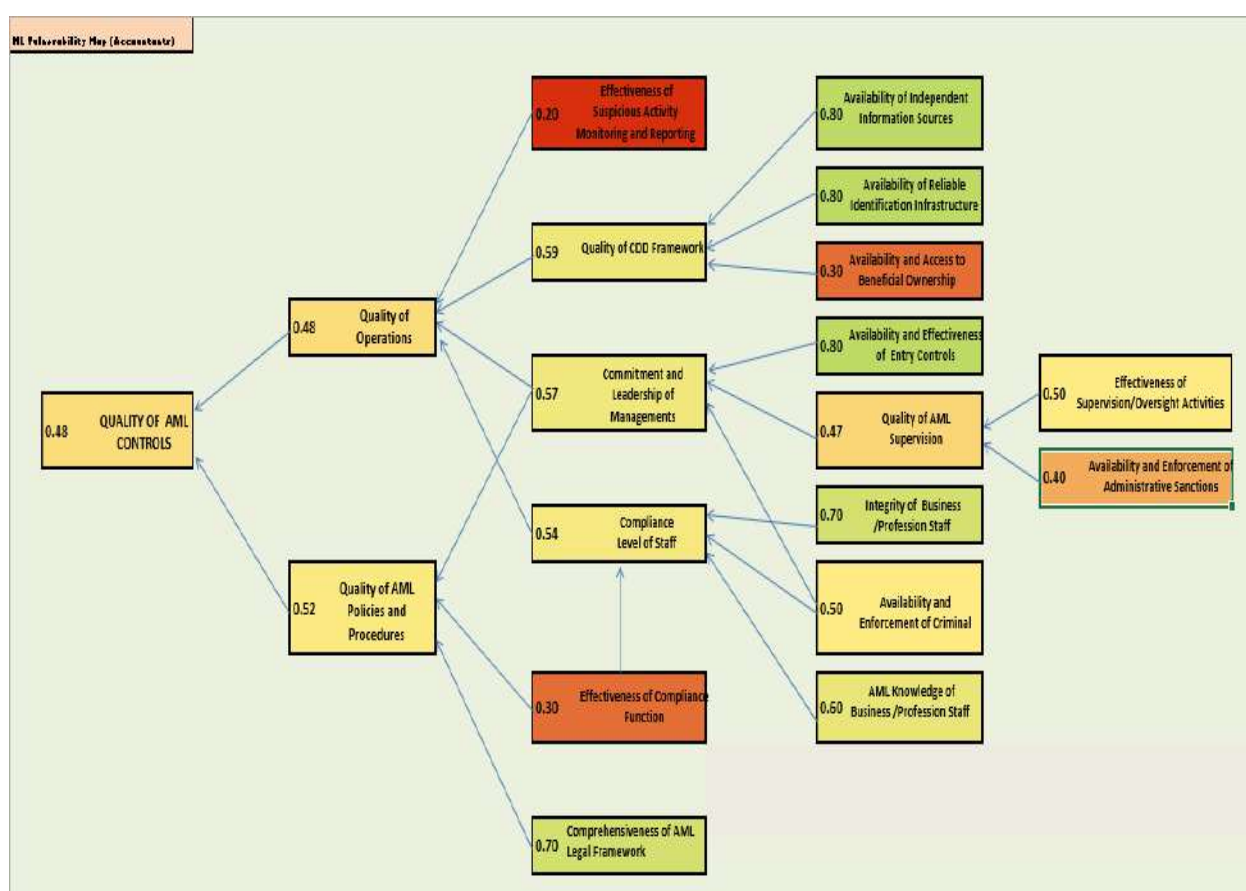 ML Vulnerability Map (Accountants)
0.20
Effectiveness of
Suspicious Activity
Monitoring and Reporting
0.80
Availability of Independent
Information Sources
0.80
Availability of Reliable
Identification Infrastructure
0.59
Quality of CDD Framework
0.30
Availability and Access to
Beneficial Ownership
0.48
Quality of
Operations
0.80
Availability and Effectiveness
of Entry Controls
0.57
Commitment and
Leadership of
Managements
0.50
Effectiveness of
Supervision/Oversight Activities
0.48
QUALITY OF AML
CONTROLS
0.47
Quality of AML
Supervision
0.40
Availability and Enforcement of
Administrative Sanctions
0.70
Integrity of Business
/Profession Staff
0.54
Compliance
Level of Staff
0.52
Quality of AML
Policies and
Procedures
0.50
Availability and
Enforcement of Criminal
0.30
Effectiveness of Compliance
Function
0.60
AML Knowledge of
Business /Profession Staff
0.70
Comprehensiveness of AML
Legal Framework